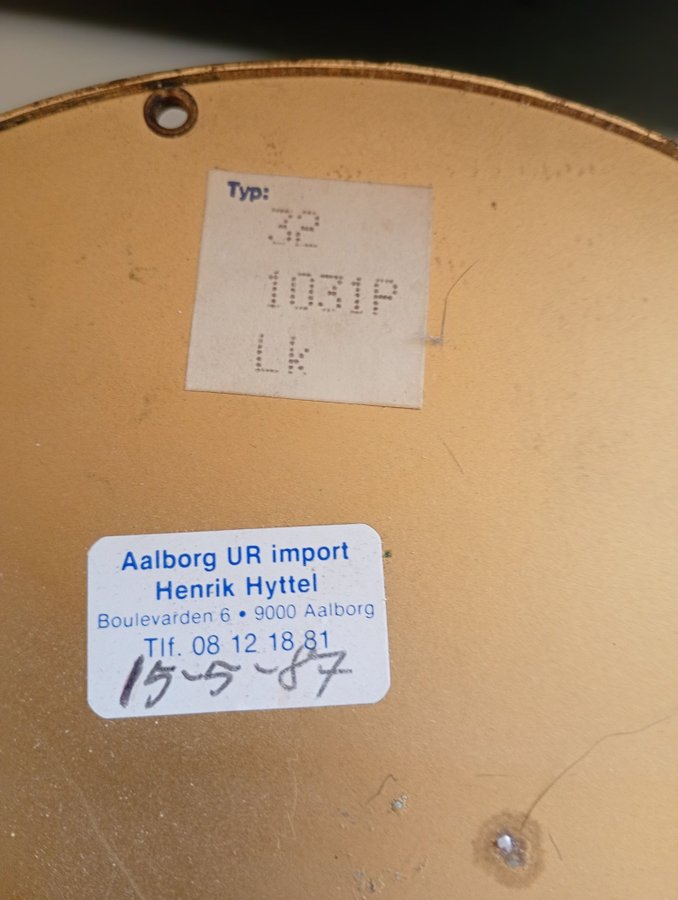 Typ:
32
1031P
LK
Aalborg UR import
Henrik Hyttel
Boulevarden 6 • 9000 Aalborg
Tlf. 08 12 18 81
15-5-87